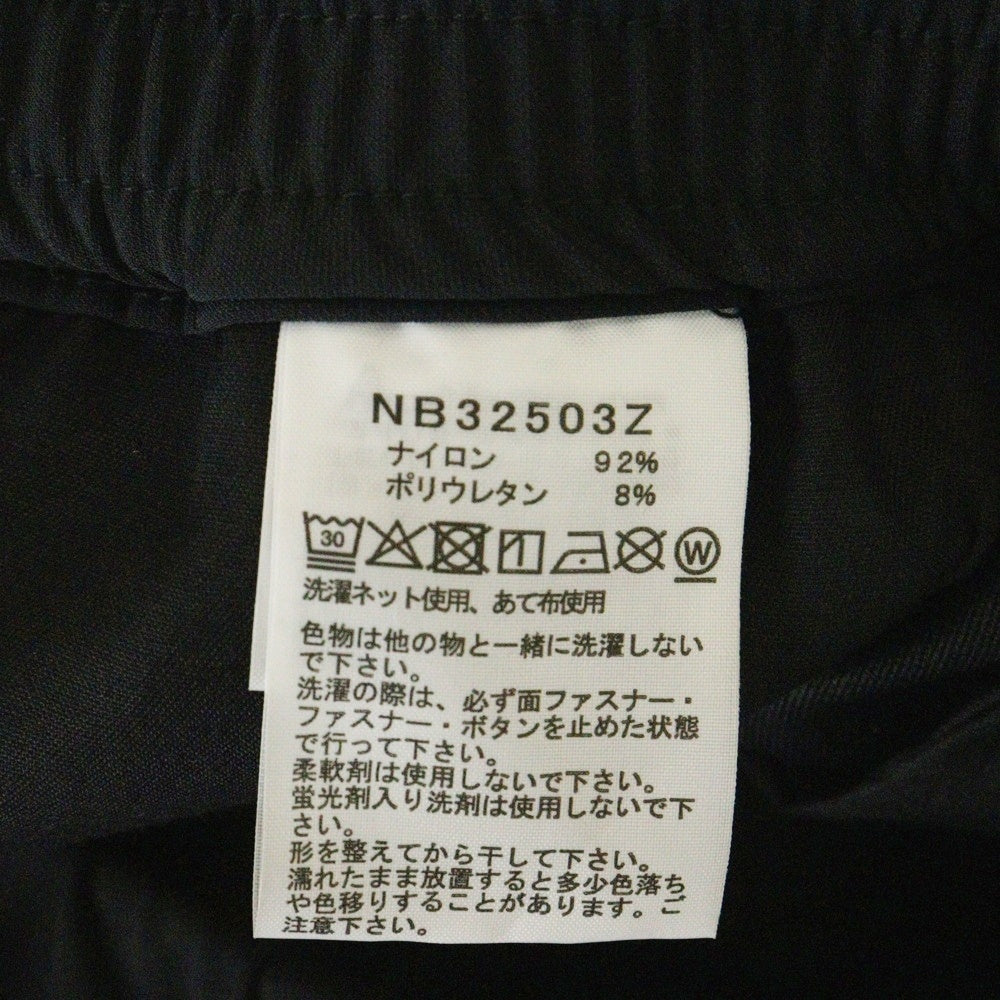 NB32503Z
ナイロン 92%
ポリウレタン 8%
30 W
洗濯ネット使用、あて布使用
色物は他の物と一緒に洗濯しない
で下さい。
洗濯の際は、必ず面ファスナー・
ファスナー・ボタンを止めた状態
で行って下さい。
柔軟剤は使用しないで下さい。
蛍光剤入り洗剤は使用しないで下
さい。
形を整えてから干して下さい。
濡れたまま放置すると多少色落ち
や色移りすることがあります。ご
注意下さい。